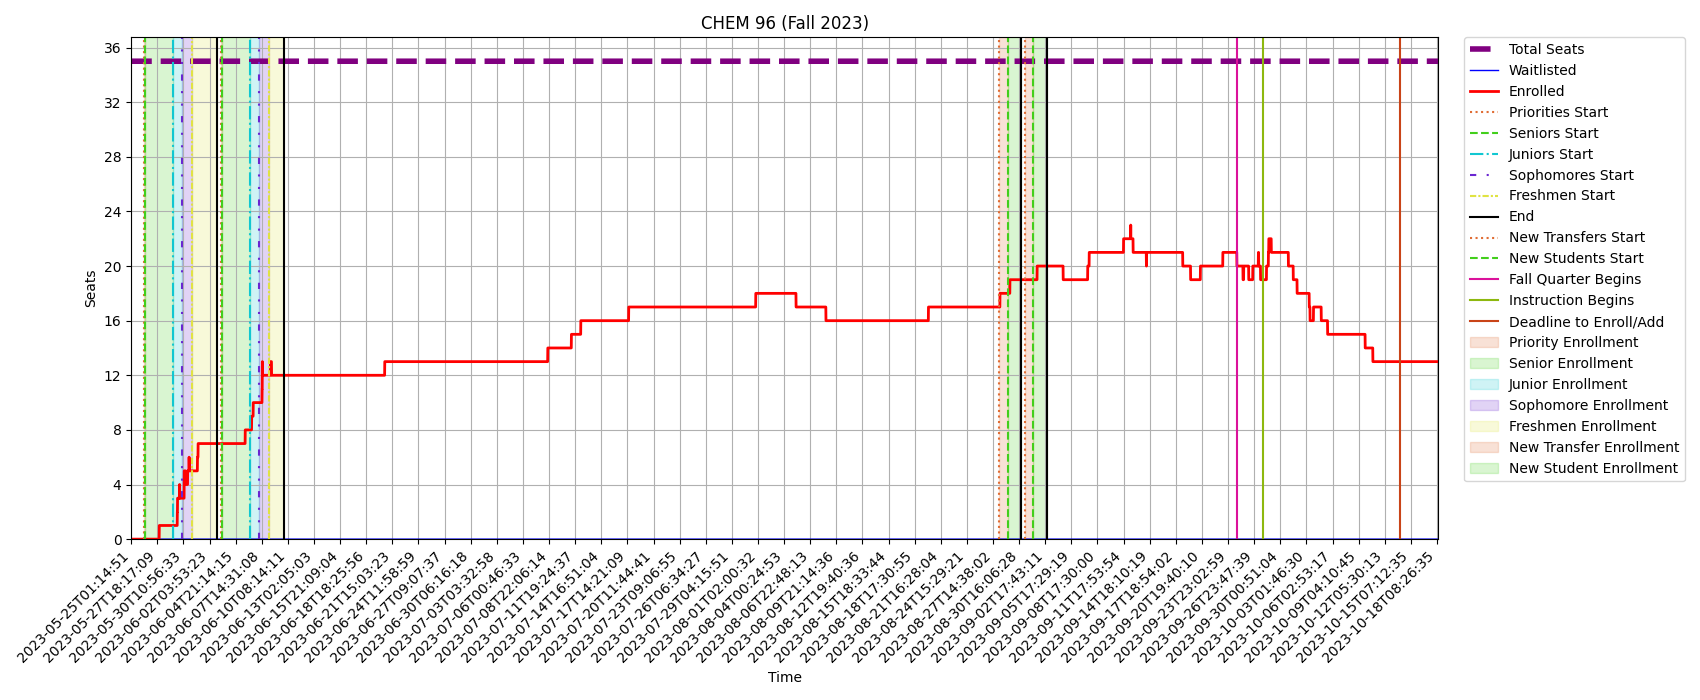 CHEM 96 (Fall 2023)
Seats
36
32
28
24
20
16
12
8
4
0
2023-05-25T01:14:51
2023-05-27T18:17:09
2023-05-30T10:56:33
2023-06-02T03:53:23
2023-06-04T21:14:15
2023-06-07T14:31:08
2023-06-10T08:14:11
2023-06-13T02:05:03
2023-06-15T21:09:04
2023-06-18T18:25:56
2023-06-21T15:03:23
2023-06-24T11:58:59
2023-06-27T09:07:37
2023-06-30T06:16:18
2023-07-03T03:32:58
2023-07-06T00:46:33
2023-07-08T22:06:14
2023-07-11T19:24:37
2023-07-14T16:51:04
2023-07-17T14:21:09
2023-07-20T11:44:41
2023-07-23T09:06:55
2023-07-26T06:34:27
2023-07-29T04:15:51
2023-08-01T02:00:32
2023-08-04T00:24:53
2023-08-06T22:48:13
2023-08-09T21:14:36
2023-08-12T19:40:36
2023-08-15T18:33:44
2023-08-18T17:30:55
2023-08-21T16:28:04
2023-08-24T15:29:21
2023-08-27T14:38:02
2023-08-30T16:06:28
2023-09-02T17:43:11
2023-09-05T17:29:19
2023-09-08T17:30:00
2023-09-11T17:53:54
2023-09-14T18:10:19
2023-09-17T18:54:02
2023-09-20T19:40:10
2023-09-23T23:02:59
2023-09-26T23:47:39
2023-09-30T00:51:04
2023-10-03T01:46:30
2023-10-06T02:53:17
2023-10-09T04:10:45
2023-10-12T05:30:13
2023-10-15T07:12:35
2023-10-18T08:26:35
Time
Total Seats
Waitlisted
Enrolled
Priorities Start
Seniors Start
Juniors Start
Sophomores Start
Freshmen Start
End
New Transfers Start
New Students Start
Fall Quarter Begins
Instruction Begins
Deadline to Enroll/Add
Priority Enrollment
Senior Enrollment
Junior Enrollment
Sophomore Enrollment
Freshmen Enrollment
New Transfer Enrollment
New Student Enrollment